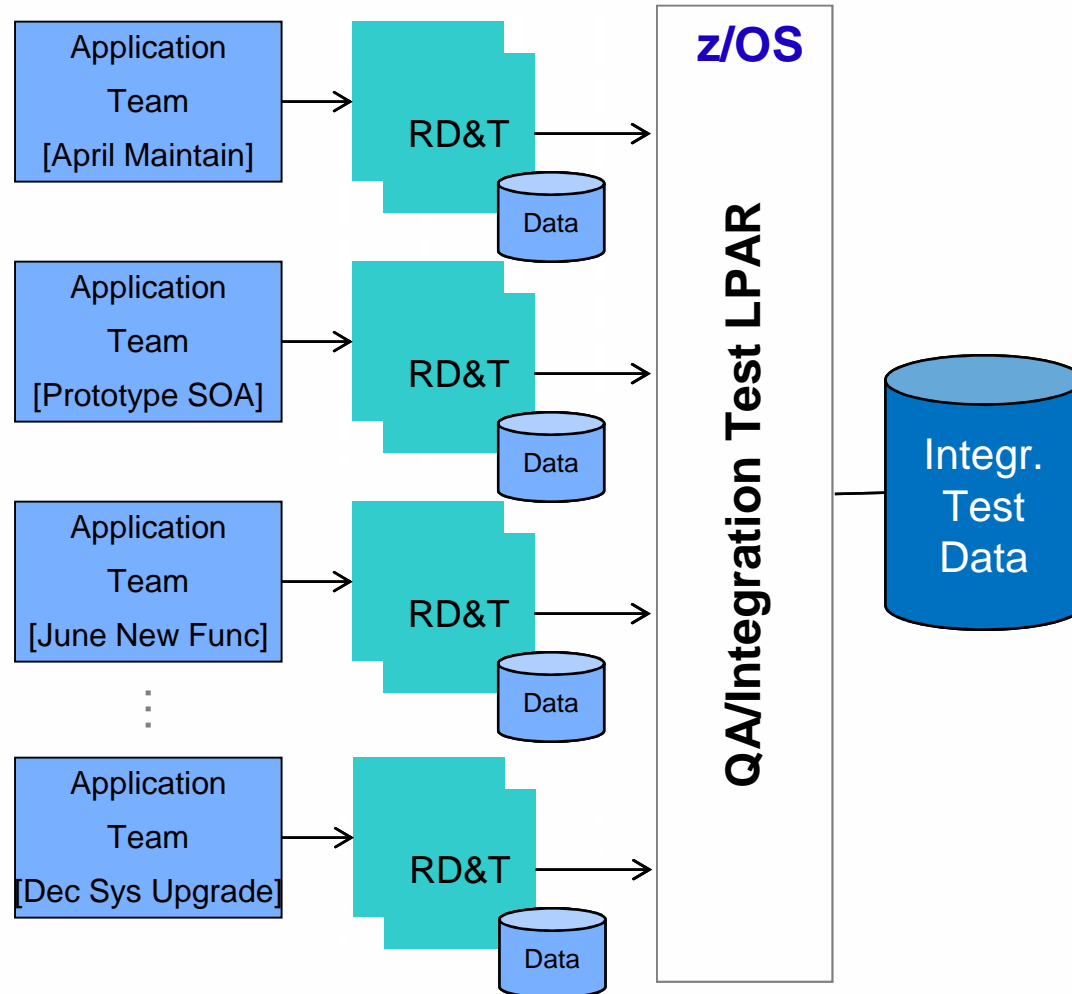 Application
Team
[April Maintain]
RD&T
Data
z/OS
QA/Integration Test LPAR
Application
Team
[Prototype SOA]
RD&T
Data
Integr.
Test
Data
Application
Team
[June New Func]
RD&T
Data
Application
Team
[Dec Sys Upgrade]
RD&T
Data